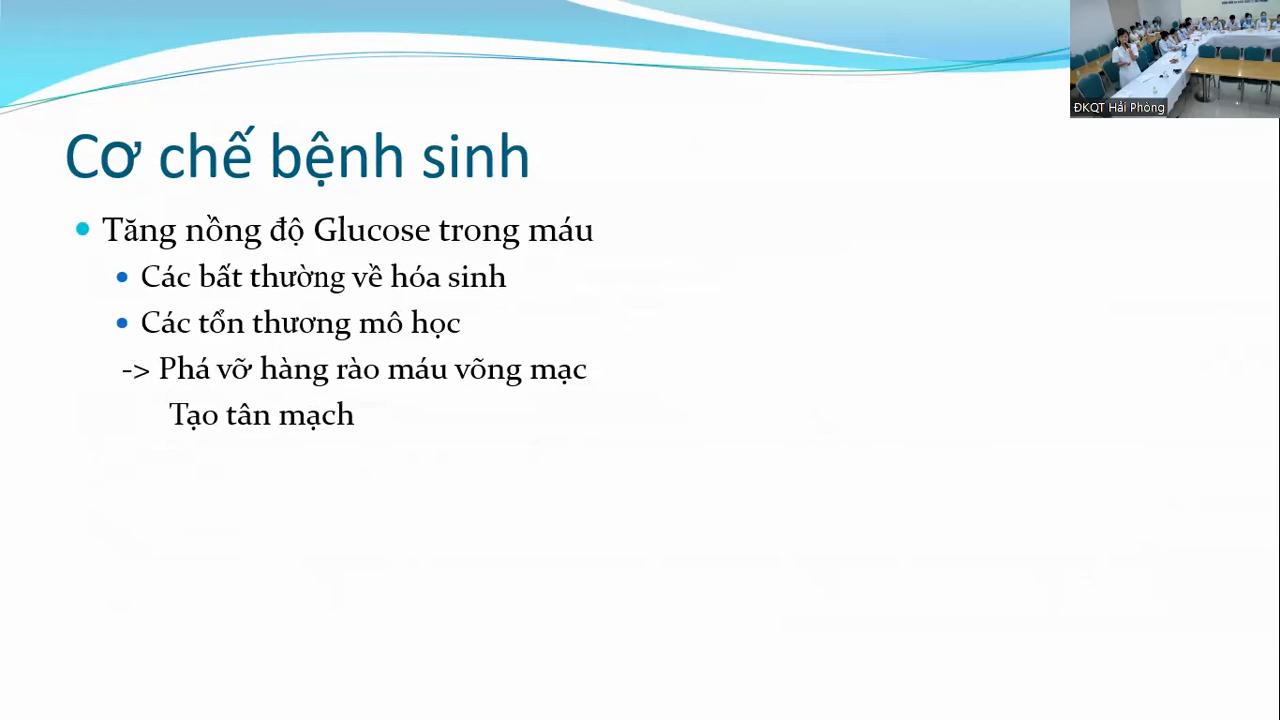 ĐKQT Hải Phòng
Cơ chế bệnh sinh
Tăng nồng độ Glucose trong máu
Các bất thường về hóa sinh
Các tổn thương mô học
-> Phá vỡ hàng rào máu võng mạc
Tạo tân mạch